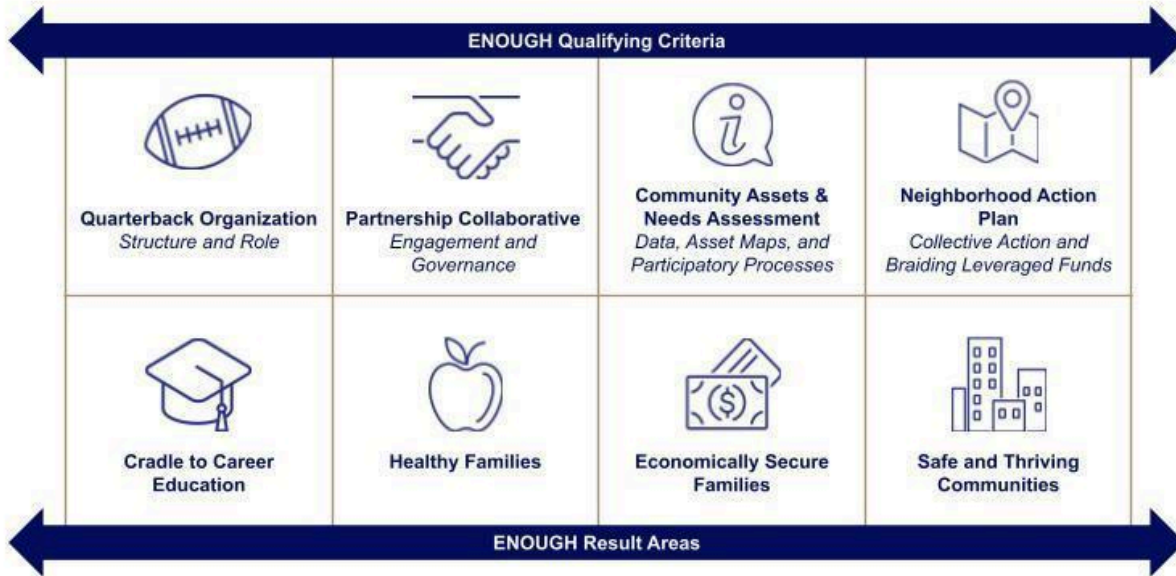 ENOUGH Qualifying Criteria
Quarterback Organization
Structure and Role
Partnership Collaborative
Engagement and
Governance
Community Assets &
Needs Assessment
Data, Asset Maps, and
Participatory Processes
Neighborhood Action
Plan
Collective Action and
Braiding Leveraged Funds
Cradle to Career
Education
Healthy Families
Economically Secure
Families
Safe and Thriving
Communities
ENOUGH Result Areas